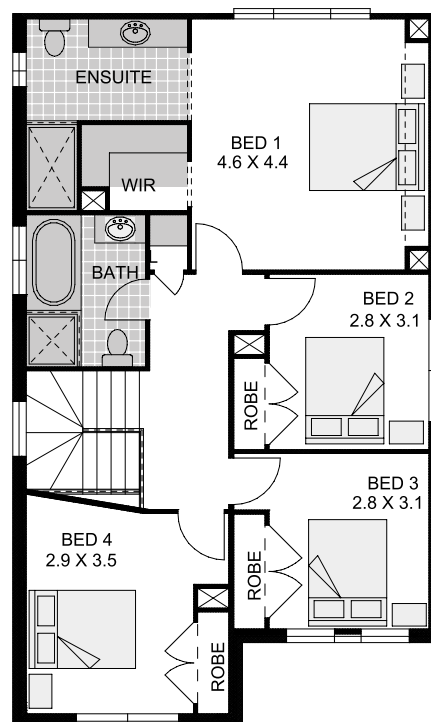 ENSUITE
BED 1
4.6 X 4.4
WIR
BATH
BED 2
2.8 X 3.1
ROBE
BED 3
2.8 X 3.1
ROBE
BED 4
2.9 X 3.5
ROBE